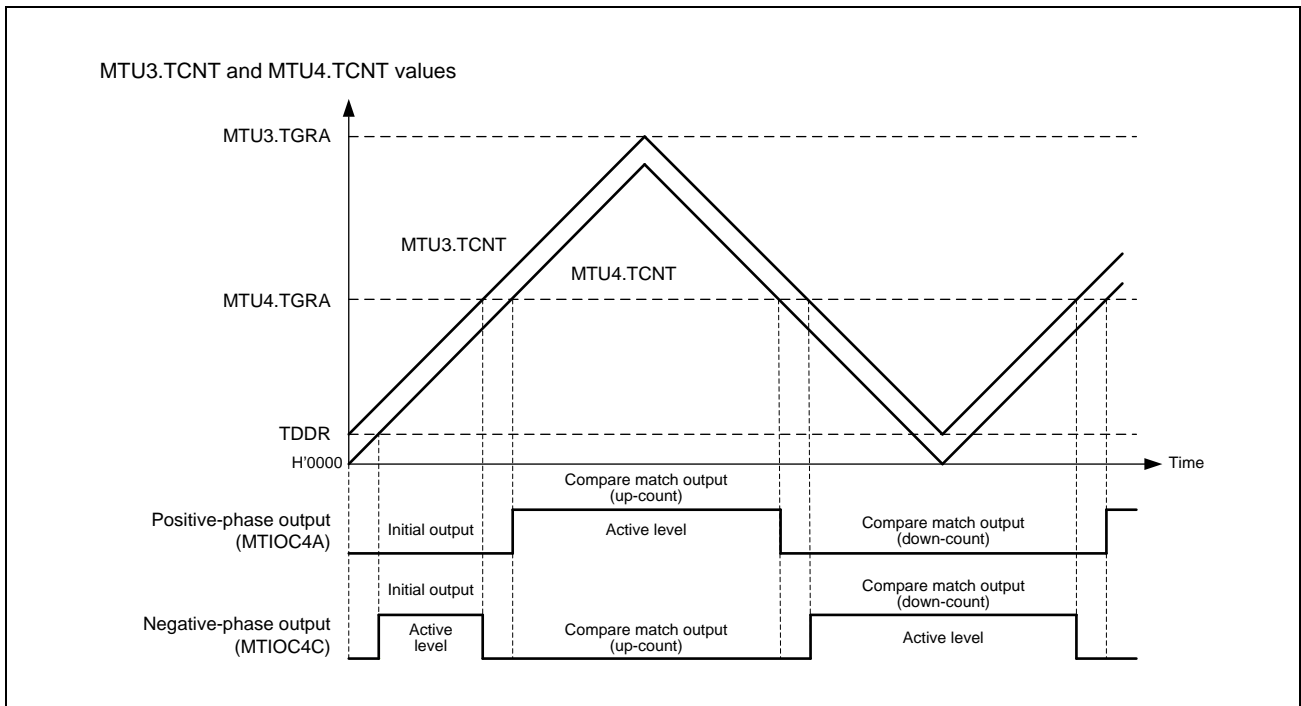 MTU3.TCNT and MTU4.TCNT values
MTU3.TGRA
MTU3.TCNT
MTU4.TCNT
MTU4.TGRA
TDDR
H'0000
Time
Compare match output
(up-count)
Positive-phase output
(MTIOC4A)
Initial output
Active level
Compare match output
(down-count)
Initial output
Compare match output
(down-count)
Negative-phase output
(MTIOC4C)
Active
level
Compare match output
(up-count)
Active level